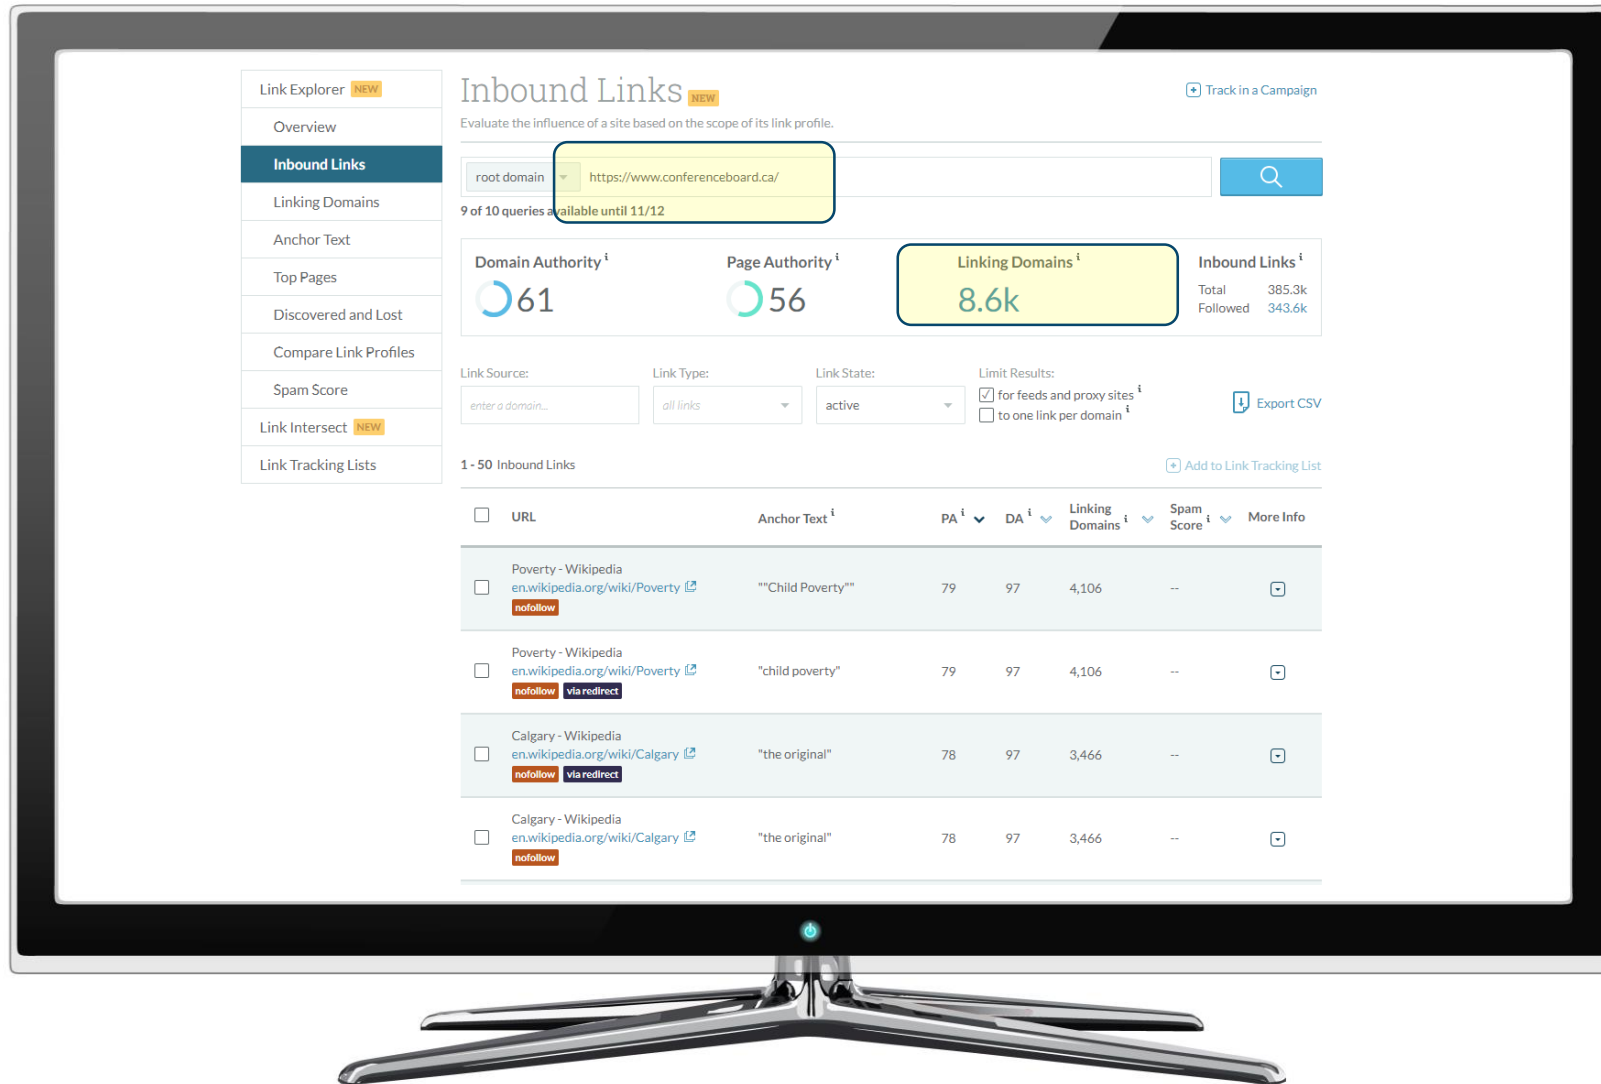 Link Explorer NEW
Overview
Inbound Links
Linking Domains
Anchor Text
Top Pages
Discovered and Lost
Compare Link Profiles
Spam Score
Link Intersect NEW
Link Tracking Lists
Inbound Links NEW
Track in a Campaign
Evaluate the influence of a site based on the scope of its link profile.
root domain https://www.conferenceboard.ca/
9 of 10 queries available until 11/12
Domain Authority i Page Authority i Linking Domains i Inbound Links i
61 56 8.6k
Total 385.3k
Followed 343.6k
Link Source: Link Type: Link State: Limit Results:
enter a domain... all links active
for feeds and proxy sites i
to one link per domain i
Export CSV
1 - 50 Inbound Links
Add to Link Tracking List
URL Anchor Text i PA i DA i Linking Domains i Spam Score i More Info
Poverty - Wikipedia
en.wikipedia.org/wiki/Poverty ""Child Poverty"" 79 97 4,106 --
nofollow
Poverty - Wikipedia
en.wikipedia.org/wiki/Poverty "child poverty" 79 97 4,106 --
nofollow via redirect
Calgary - Wikipedia
en.wikipedia.org/wiki/Calgary "the original" 78 97 3,466 --
nofollow via redirect
Calgary - Wikipedia
en.wikipedia.org/wiki/Calgary "the original" 78 97 3,466 --
nofollow